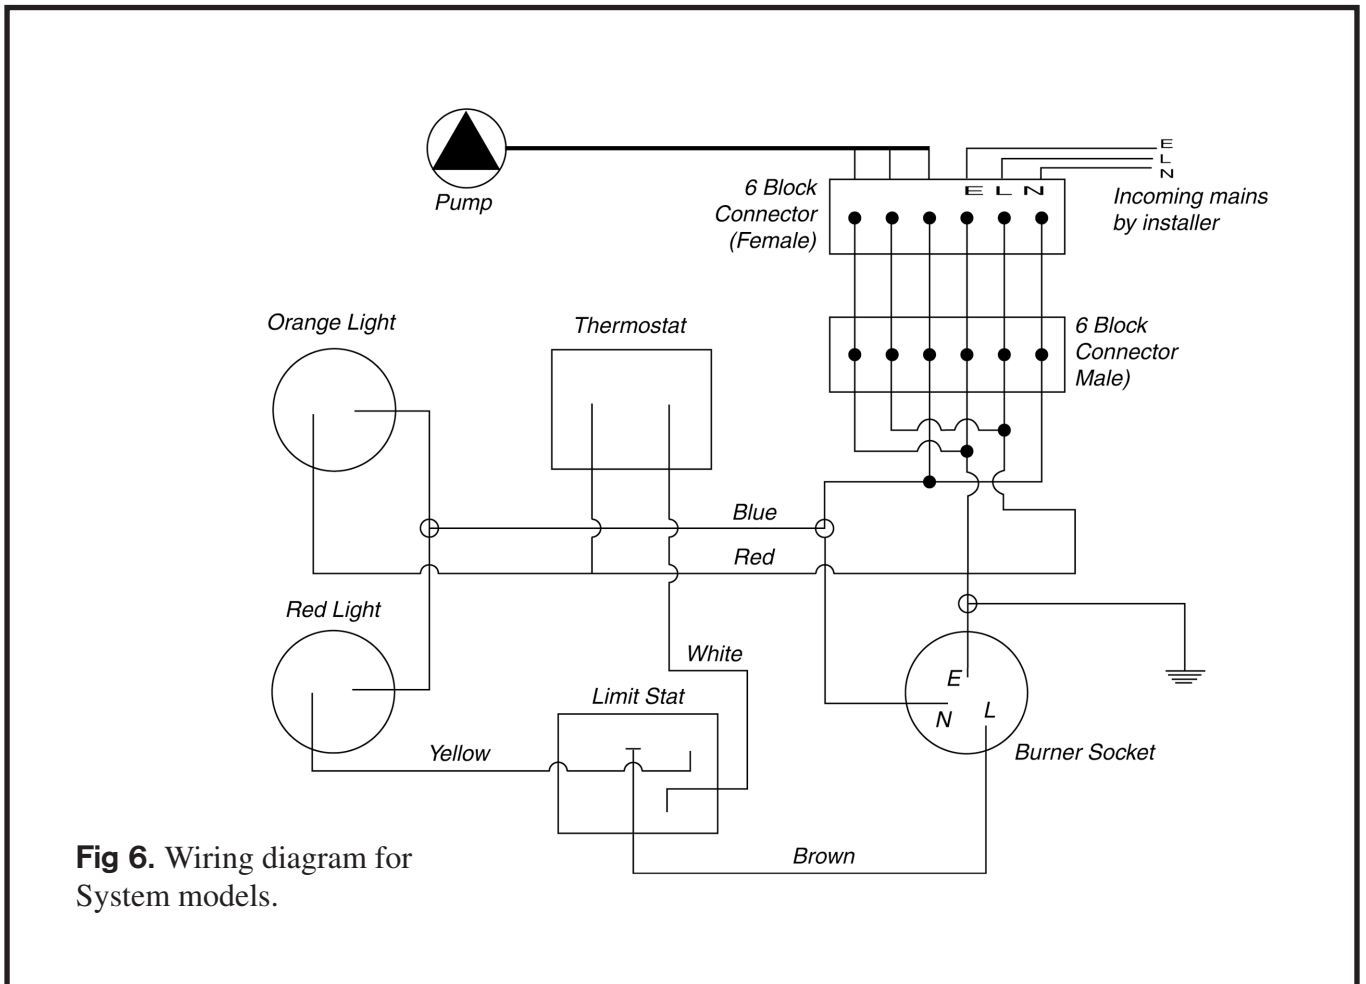 E
L
N
Pump
6 Block
Connector
(Female)
E L N
Incoming mains
by installer
Orange Light
Thermostat
6 Block
Connector
Male)
Blue
Red
Red Light
White
Limit Stat
E
N
L
Yellow
Burner Socket
Brown
Fig 6. Wiring diagram for
System models.